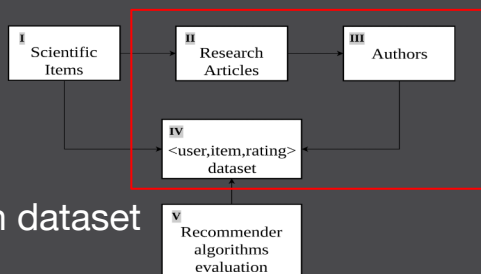 I
Scientific
Items
II
Research
Articles
III
Authors
IV
<user,item,rating>
dataset
dataset
V
Recommender
algorithms
evaluation